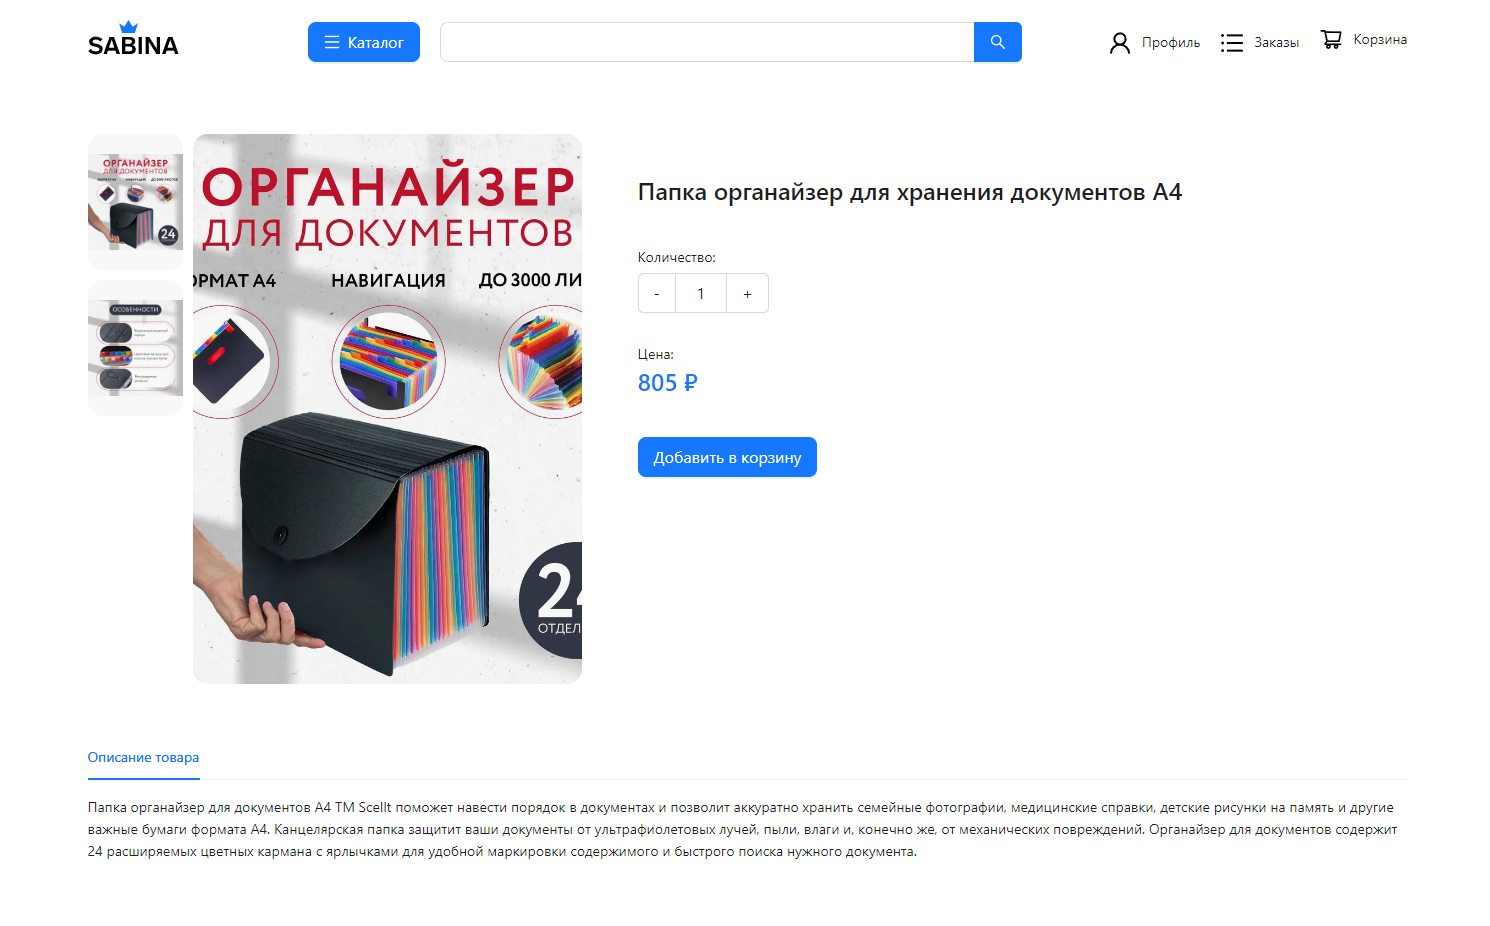 SABINA
Каталог
Профиль
Заказы
Корзина
ОРГАНАЙЗЕР
ДЛЯ ДОКУМЕНТОВ
24
ОСОБЕННОСТИ
ОРГАНАЙЗЕР
ДЛЯ ДОКУМЕНТОВ
ОРМАТ А4 НАВИГАЦИЯ ДО 3000 ЛИ
24
ОТДЕЛ
Папка органайзер для хранения документов А4
Количество:
- 1 +
Цена:
805 ₽
Добавить в корзину
Описание товара
Папка органайзер для документов А4 ТМ Scellt поможет навести порядок в документах и позволит аккуратно хранить семейные фотографии, медицинские справки, детские рисунки на память и другие
важные бумаги формата А4. Канцелярская папка защитит ваши документы от ультрафиолетовых лучей, пыли, влаги и, конечно же, от механических повреждений. Органайзер для документов содержит
24 расширяемых цветных кармана с ярлычками для удобной маркировки содержимого и быстрого поиска нужного документа.